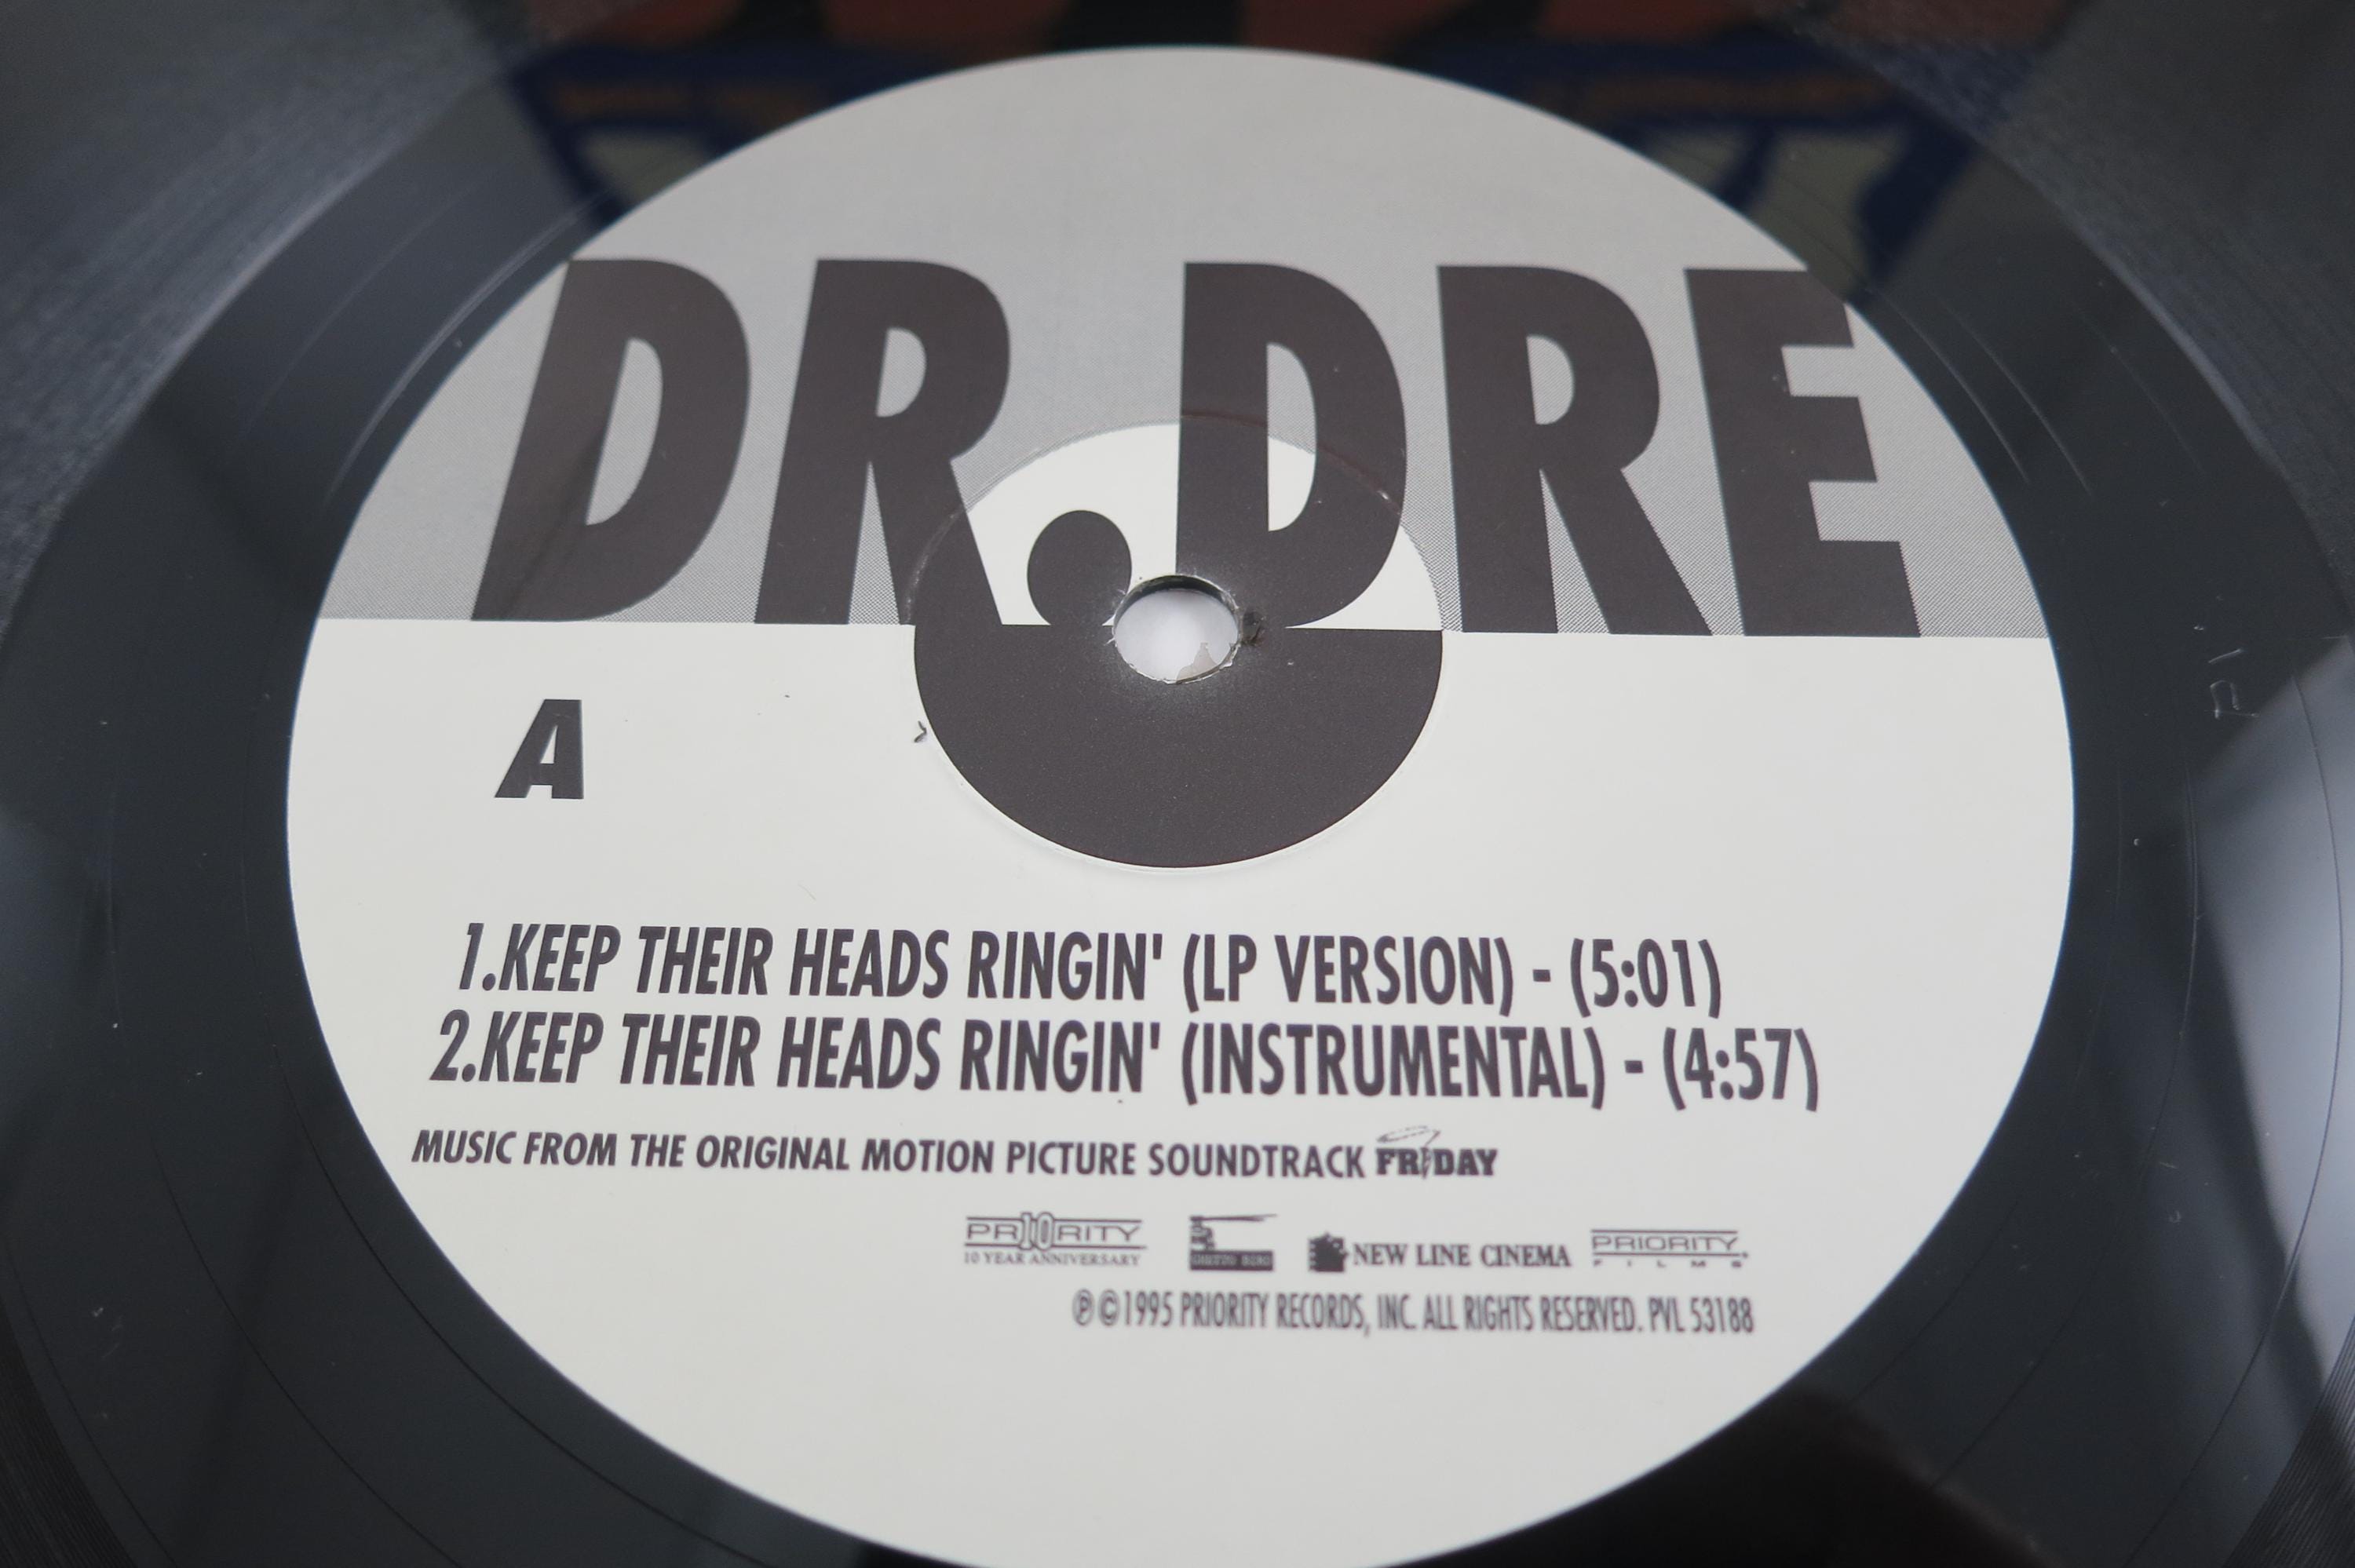 DR. DRE
A
1.KEEP THEIR HEADS RINGIN' (LP VERSION) - (5:01)
2.KEEP THEIR HEADS RINGIN' (INSTRUMENTAL) - (4:57)
MUSIC FROM THE ORIGINAL MOTION PICTURE SOUNDTRACK FRIDAY
PR10RITY
10 YEAR ANNIVERSARY
NEW LINE CINEMA
PRIORITY
FILMS
℗©1995 PRIORITY RECORDS, INC. ALL RIGHTS RESERVED. PVL 53188